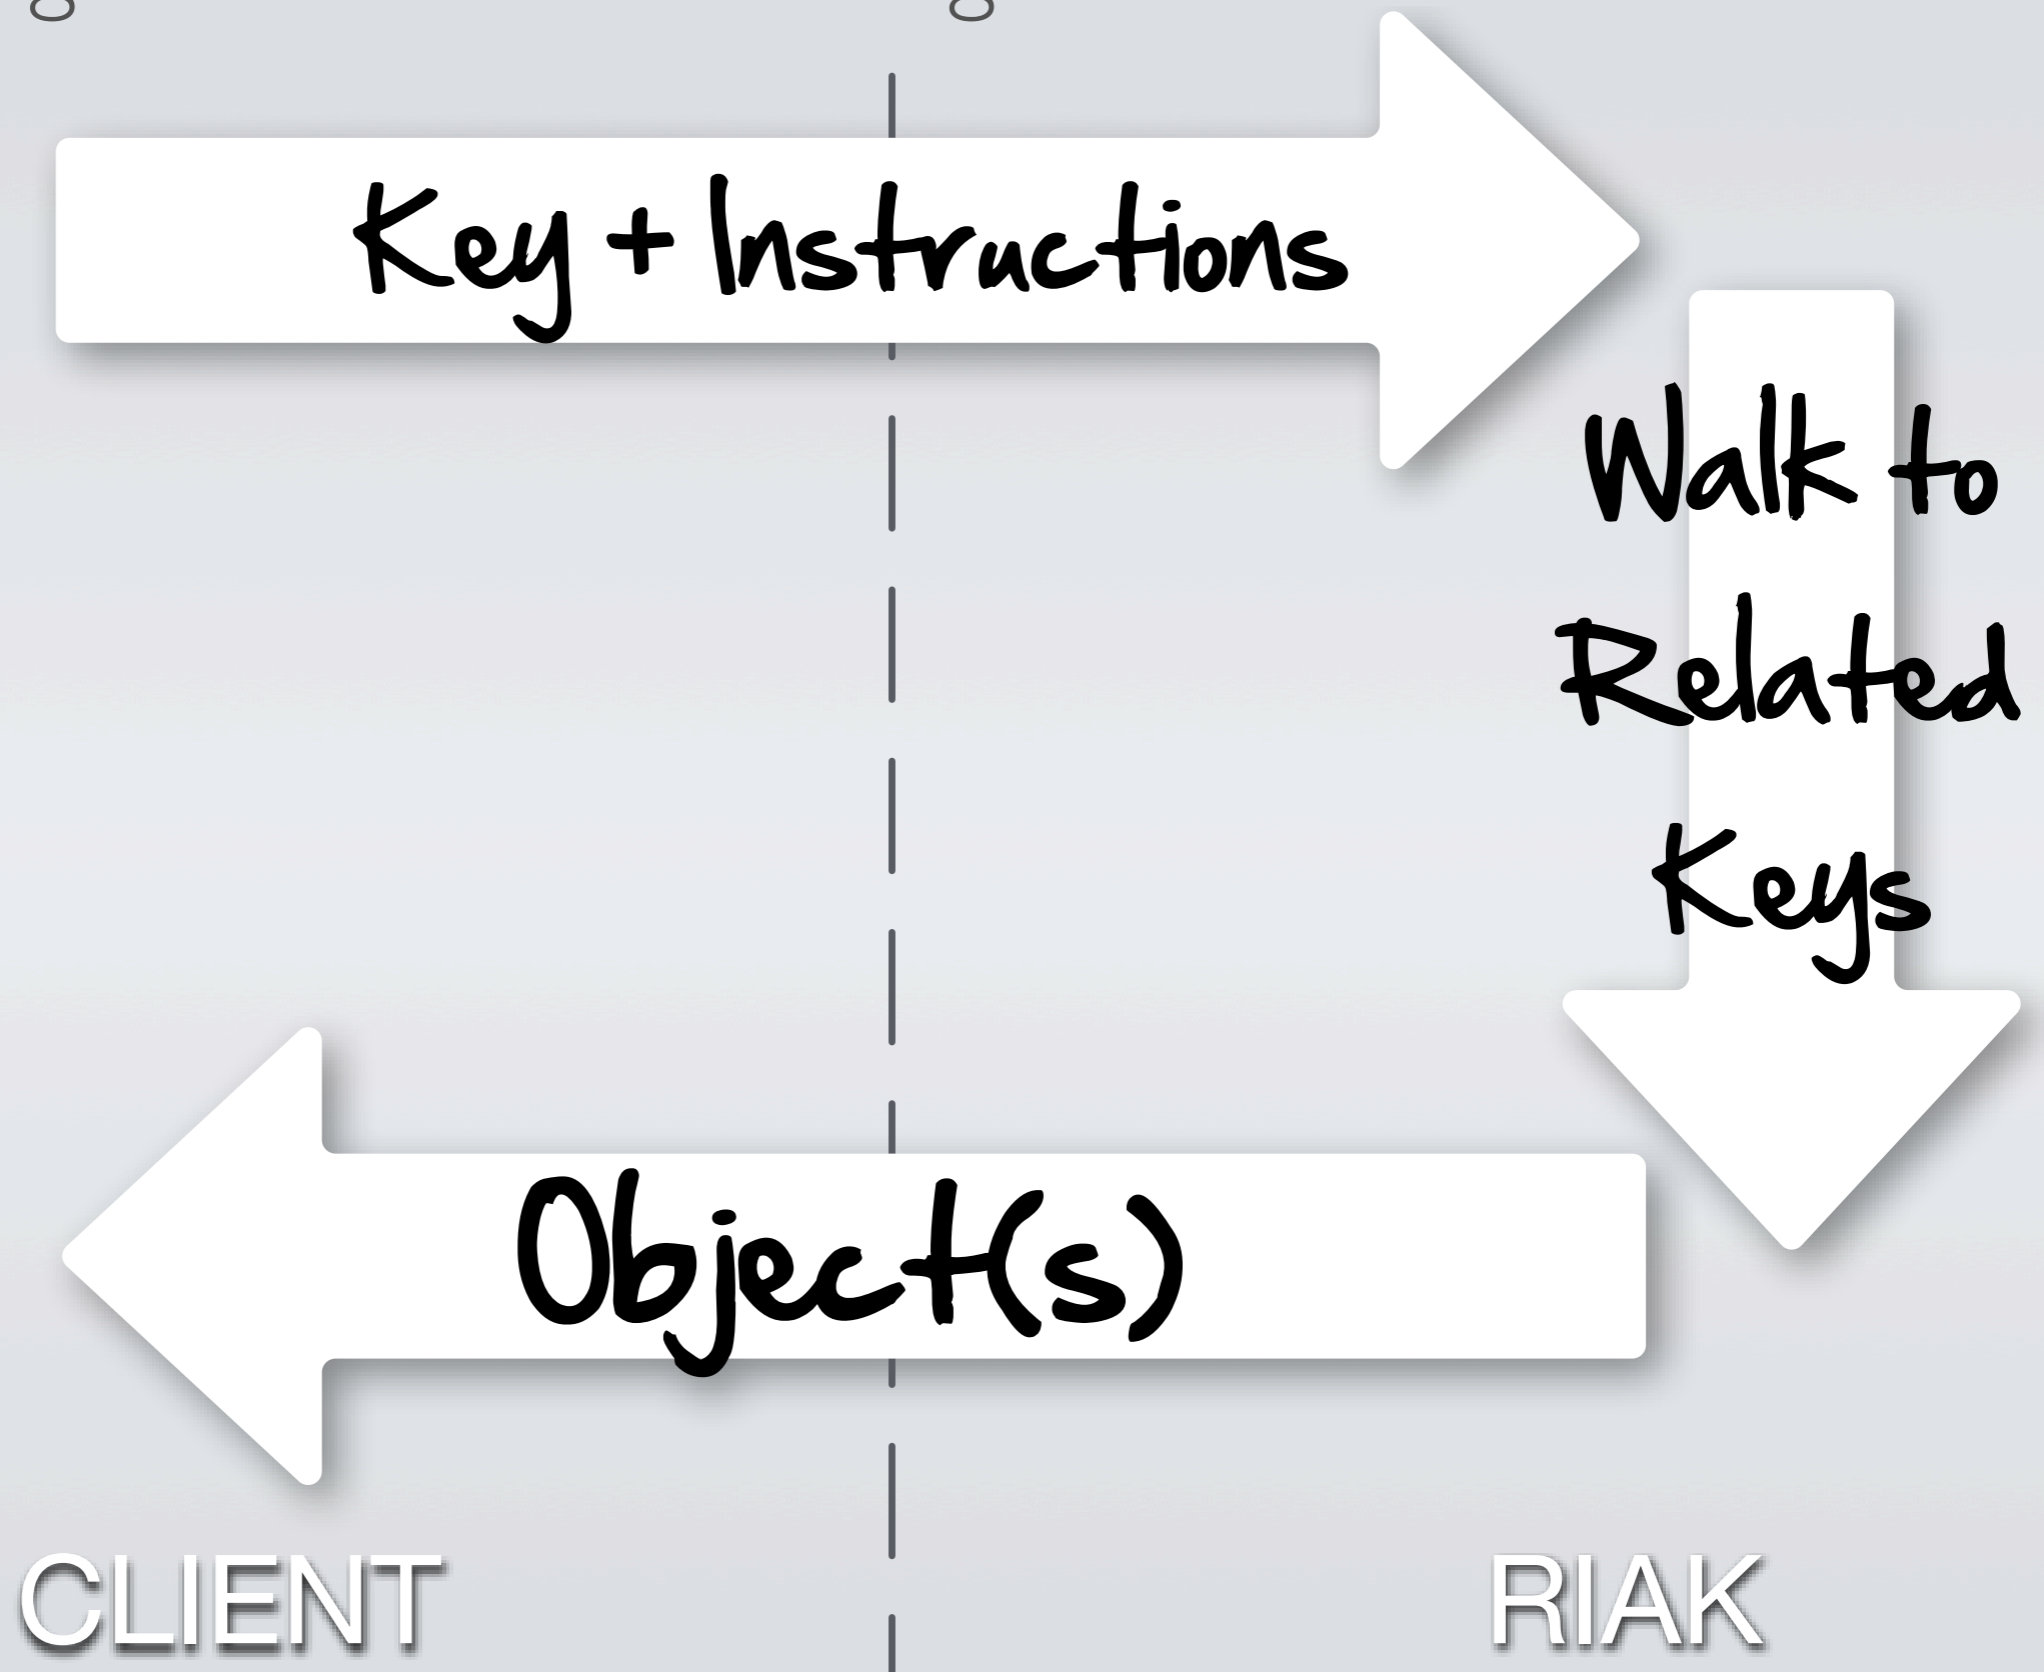 Key + Instructions
Walk to
Related
Keys
Object(s)
CLIENT
RIAK